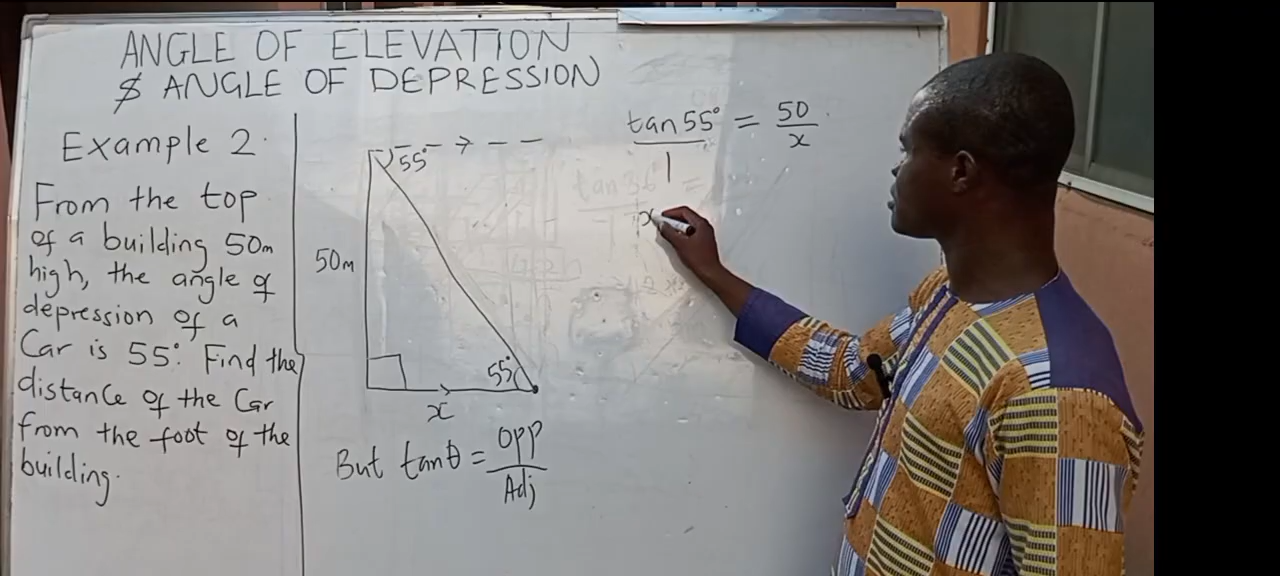 ANGLE OF ELEVATION
$ ANGLE OF DEPRESSION
Example 2.
From the top
of a building 50m
high, the angle of
depression of a
Car is 55°. Find the
distance of the Car
from the foot of the
building.
55°
50m
55°
x
But tanθ = Opp
Adj
tan55° = 50
1 x
x
tan36° =
1